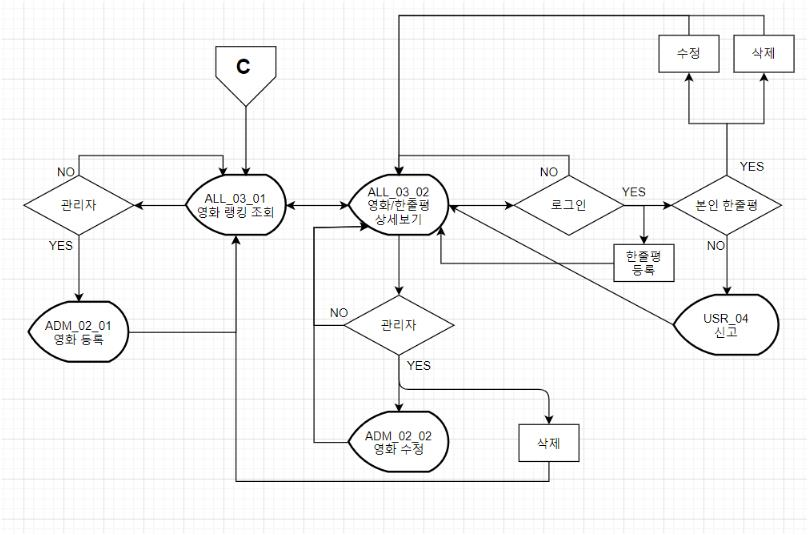 수정
삭제
C
NO
관리자
YES
ALL_03_01
영화 랭킹 조회
ALL_03_02
영화/한줄평
상세보기
NO
로그인
YES
YES
본인 한줄평
NO
한줄평
등록
ADM_02_01
영화 등록
NO
관리자
YES
USR_04
신고
ADM_02_02
영화 수정
삭제